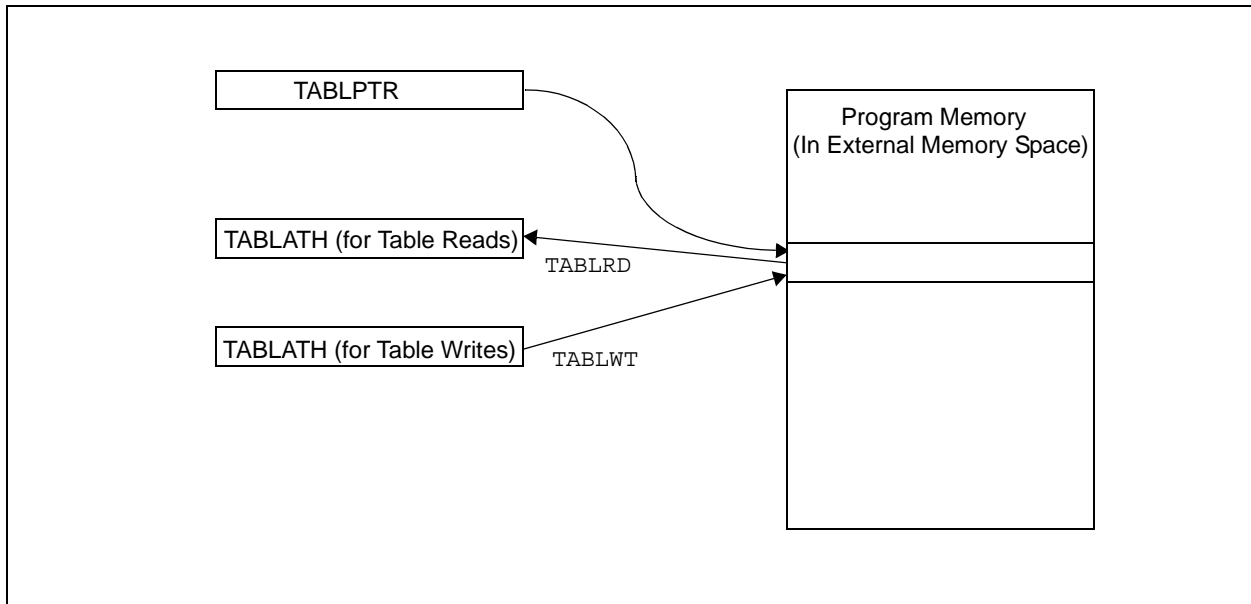 TABLPTR
Program Memory
(In External Memory Space)
TABLATH (for Table Reads)
TABLRD
TABLATH (for Table Writes)
TABLWT